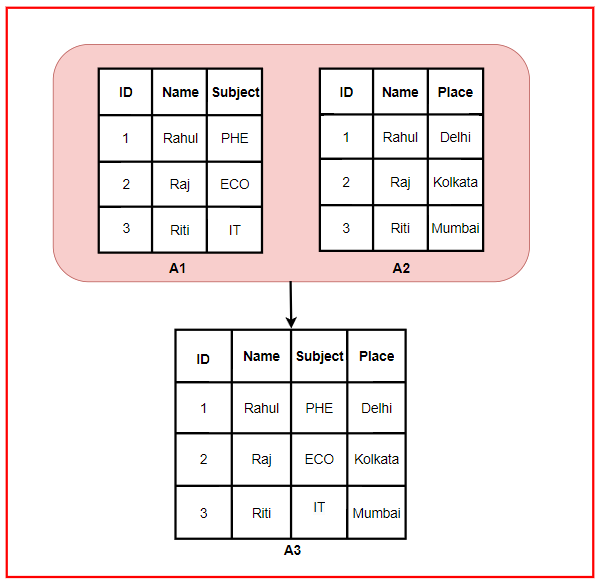 ID Name Subject
1 Rahul PHE
2 Raj ECO
3 Riti IT
A1
ID Name Place
1 Rahul Delhi
2 Raj Kolkata
3 Riti Mumbai
A2
ID Name Subject Place
1 Rahul PHE Delhi
2 Raj ECO Kolkata
3 Riti IT Mumbai
A3